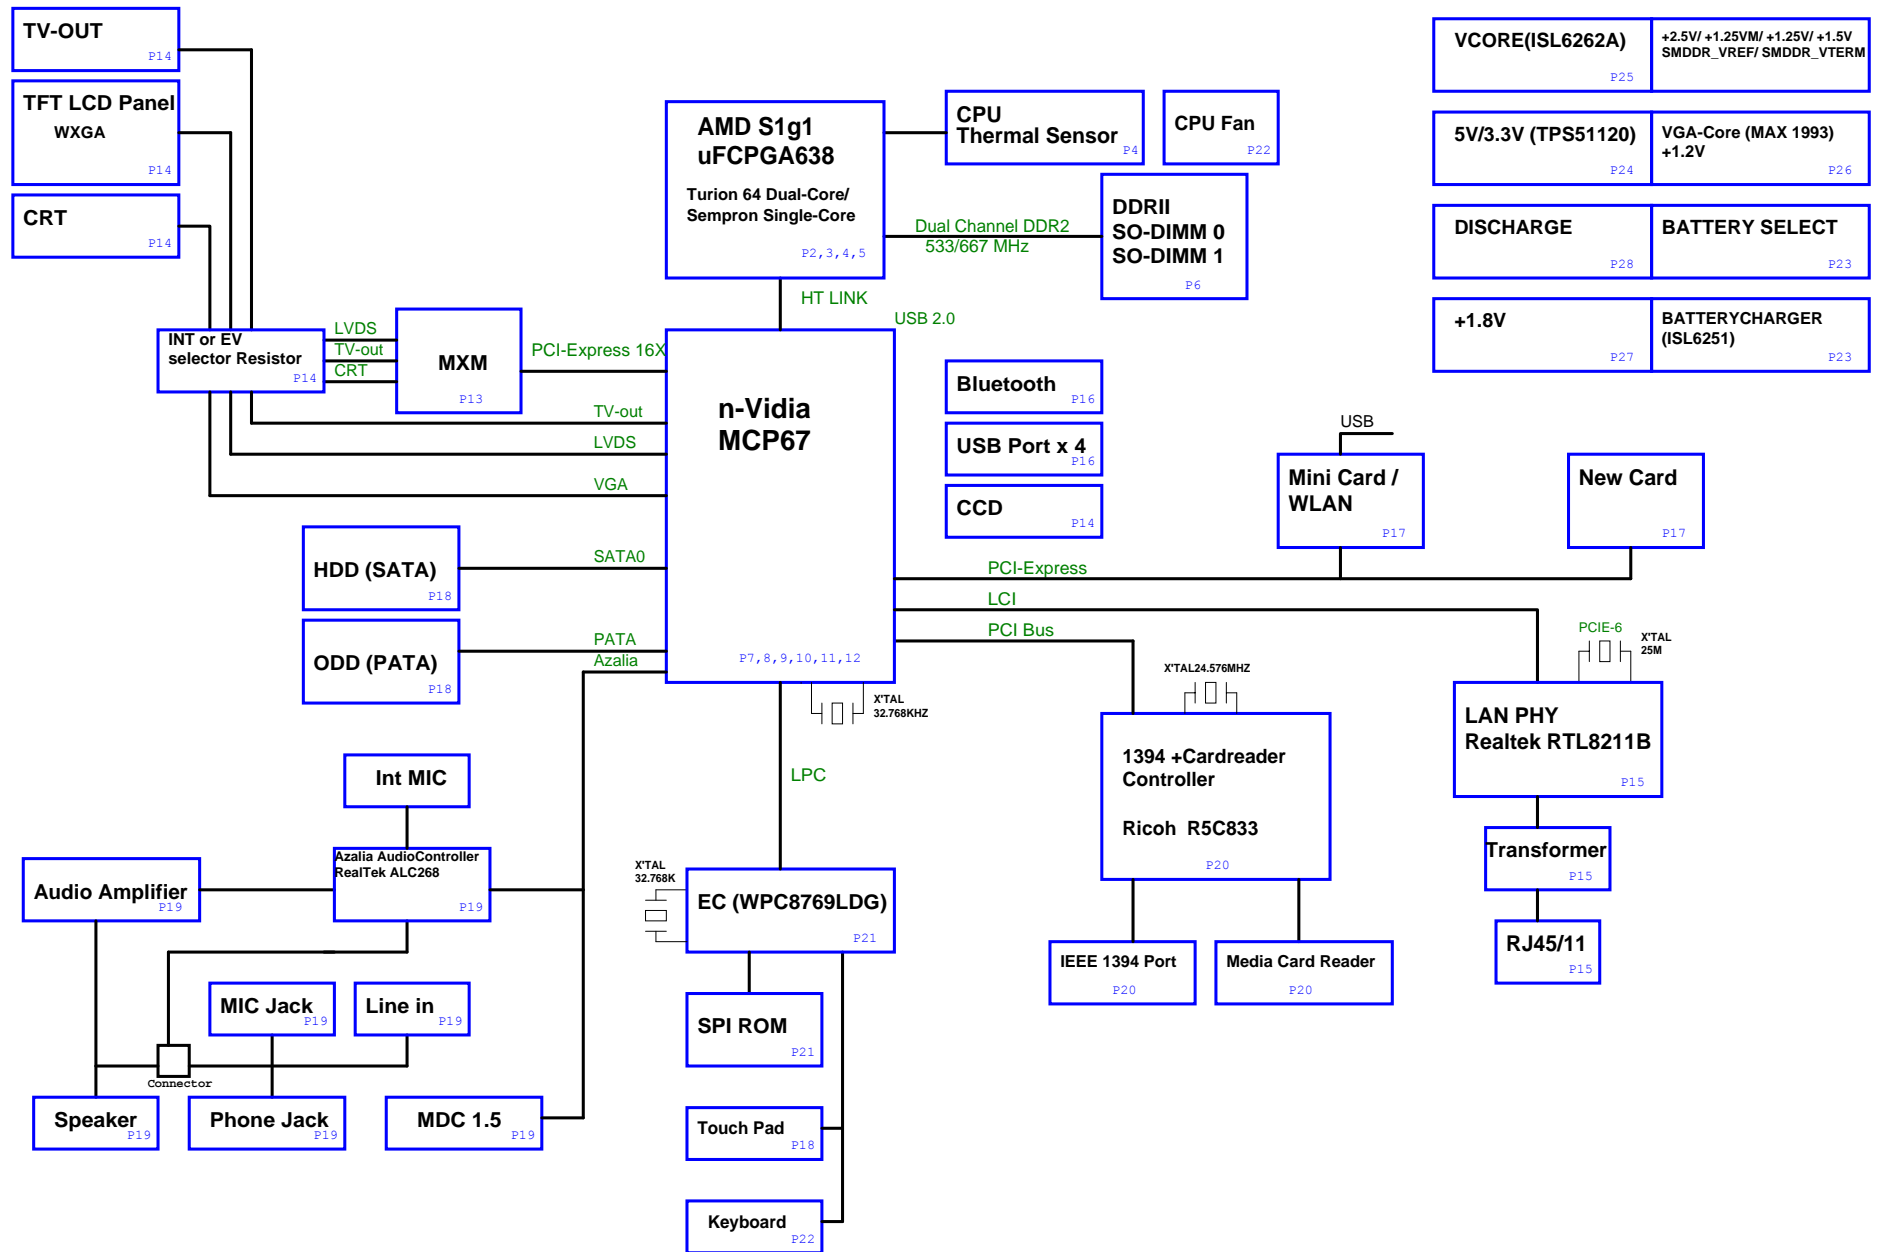 TV-OUT
P14
TFT LCD Panel
WXGA
P14
CRT
P14
AMD S1g1
uFCPGA638
Turion 64 Dual-Core/
Sempron Single-Core
P2,3,4,5
CPU
Thermal Sensor
P4
CPU Fan
P22
DDRII
SO-DIMM 0
SO-DIMM 1
P6
Dual Channel DDR2
533/667 MHz
HT LINK
USB 2.0
VCORE(ISL6262A)
P25
+2.5V/ +1.25VM/ +1.25V/ +1.5V
SMDDR_VREF/ SMDDR_VTERM
5V/3.3V (TPS51120)
P24
VGA-Core (MAX 1993)
+1.2V
P26
DISCHARGE
P28
BATTERY SELECT
P23
+1.8V
P27
BATTERYCHARGER
(ISL6251)
P23
INT or EV
selector Resistor
P14
LVDS
TV-out
CRT
MXM
P13
PCI-Express 16X
TV-out
LVDS
VGA
n-Vidia
MCP67
P7,8,9,10,11,12
Bluetooth
P16
USB Port x 4
P16
CCD
P14
USB
Mini Card /
WLAN
P17
New Card
P17
HDD (SATA)
P18
SATA0
ODD (PATA)
P18
PATA
Azalia
PCI-Express
LCI
PCI Bus
X'TAL
32.768KHZ
X'TAL24.576MHZ
PCIE-6
X'TAL
25M
LAN PHY
Realtek RTL8211B
P15
Transformer
P15
RJ45/11
P15
1394 +Cardreader
Controller
Ricoh R5C833
P20
IEEE 1394 Port
P20
Media Card Reader
P20
LPC
X'TAL
32.768K
EC (WPC8769LDG)
P21
SPI ROM
P21
Touch Pad
P18
Keyboard
P22
Int MIC
Azalia AudioController
RealTek ALC268
P19
Audio Amplifier
P19
MIC Jack
P19
Line in
P19
Connector
Speaker
P19
Phone Jack
P19
MDC 1.5
P19